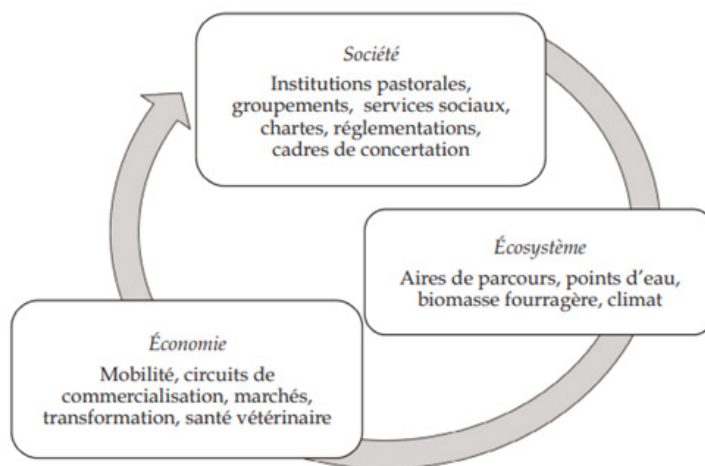 Société
Institutions pastorales,
groupements, services sociaux,
chartes, réglementations,
cadres de concertation
Écosystème
Aires de parcours, points d'eau,
biomasse fourragère, climat
Économie
Mobilité, circuits de
commercialisation, marchés,
transformation, santé vétérinaire